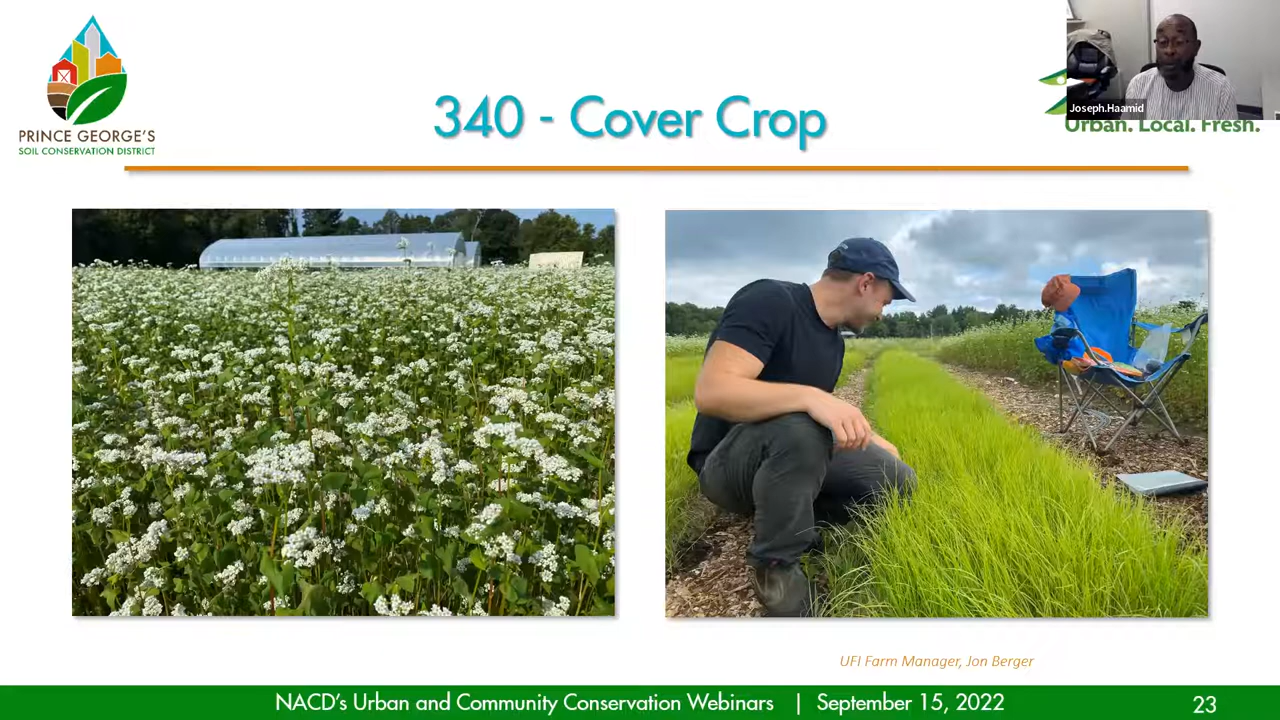 PRINCE GEORGE'S
SOIL CONSERVATION DISTRICT
340 - Cover Crop
Joseph.Haamid
Urban. Local. Fresh.
UFI Farm Manager, Jon Berger
NACD's Urban and Community Conservation Webinars | September 15, 2022
23